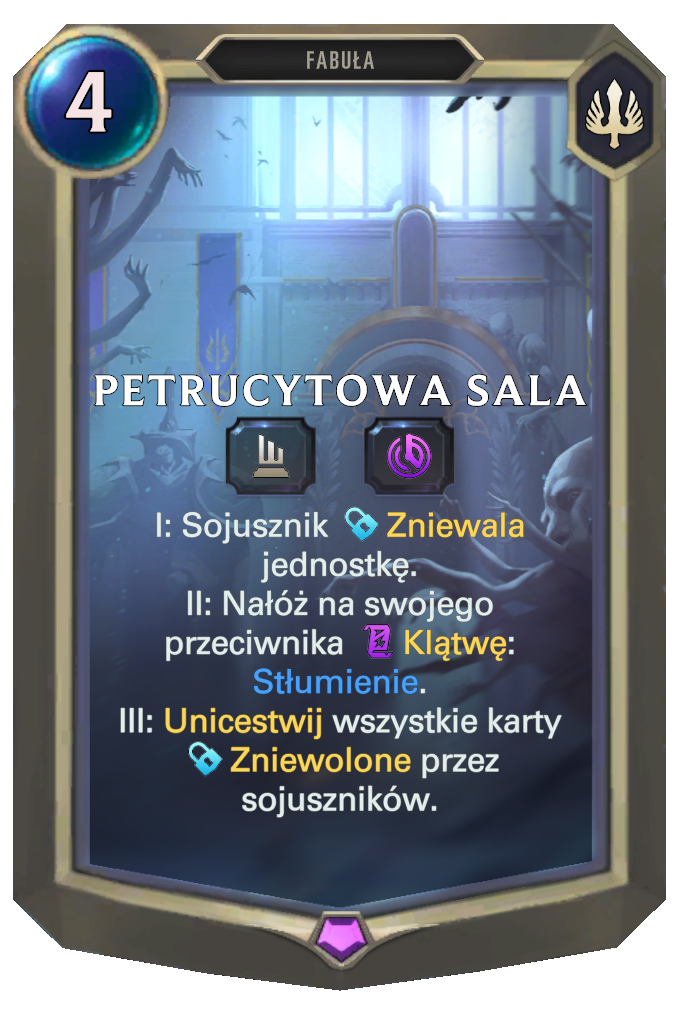 FABUŁA
4
PETRUCYTOWA SALA
I: Sojusznik Zniewala
jednostkę.
II: Nałóż na swojego
przeciwnika Klątwę:
Stłumienie.
III: Unicestwij wszystkie karty
Zniewolone przez
sojuszników.